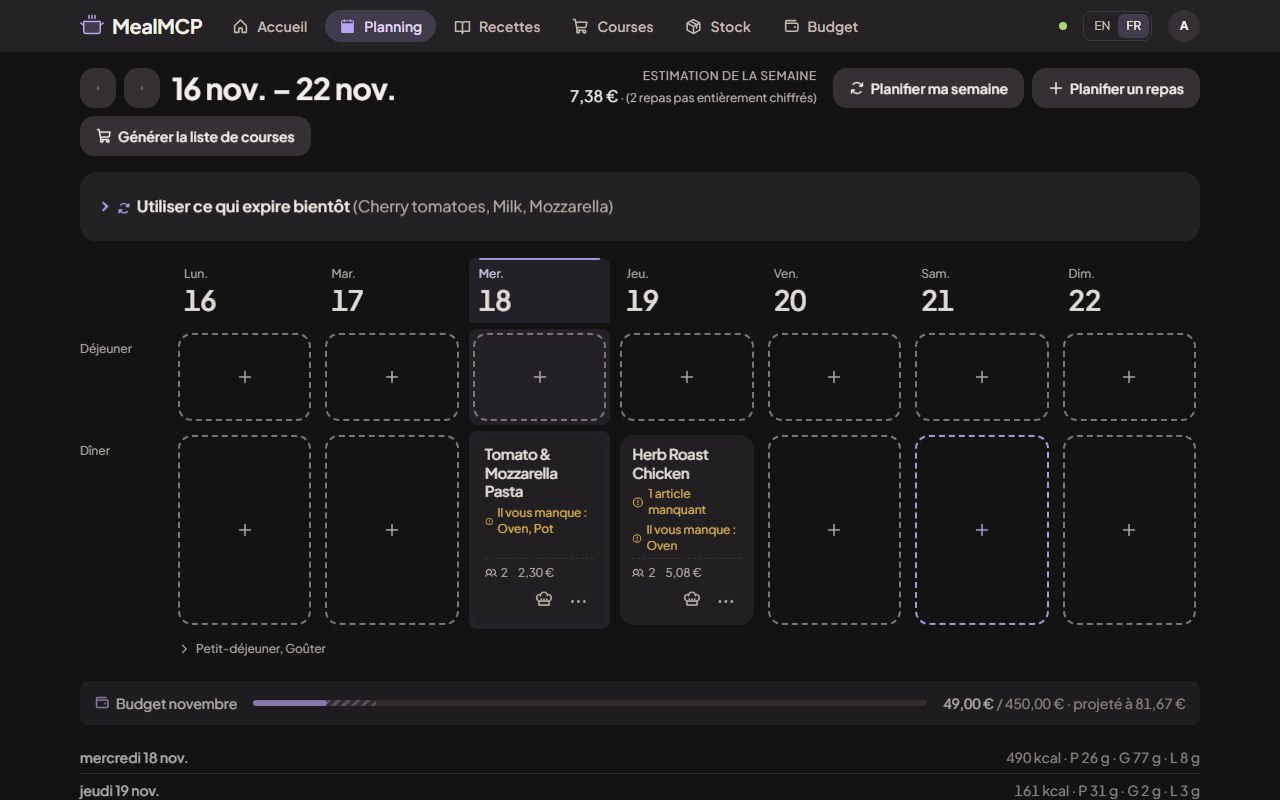 MealMCP
Accueil
Planning
Recettes
Courses
Stock
Budget
EN
FR
A
16 nov. – 22 nov.
ESTIMATION DE LA SEMAINE
7,38 € · (2 repas pas entièrement chiffrés)
Planifier ma semaine
Planifier un repas
Générer la liste de courses
Utiliser ce qui expire bientôt (Cherry tomatoes, Milk, Mozzarella)
Lun.
16
Mar.
17
Mer.
18
Jeu.
19
Ven.
20
Sam.
21
Dim.
22
Déjeuner
Dîner
Tomato &
Mozzarella
Pasta
Il vous manque :
Oven, Pot
2 2,30 €
Herb Roast
Chicken
1 article
manquant
Il vous manque :
Oven
2 5,08 €
Petit-déjeuner, Goûter
Budget novembre
49,00 € / 450,00 € · projeté à 81,67 €
mercredi 18 nov.
490 kcal · P 26 g · G 77 g · L 8 g
jeudi 19 nov.
161 kcal · P 31 g · G 2 g · L 3 g